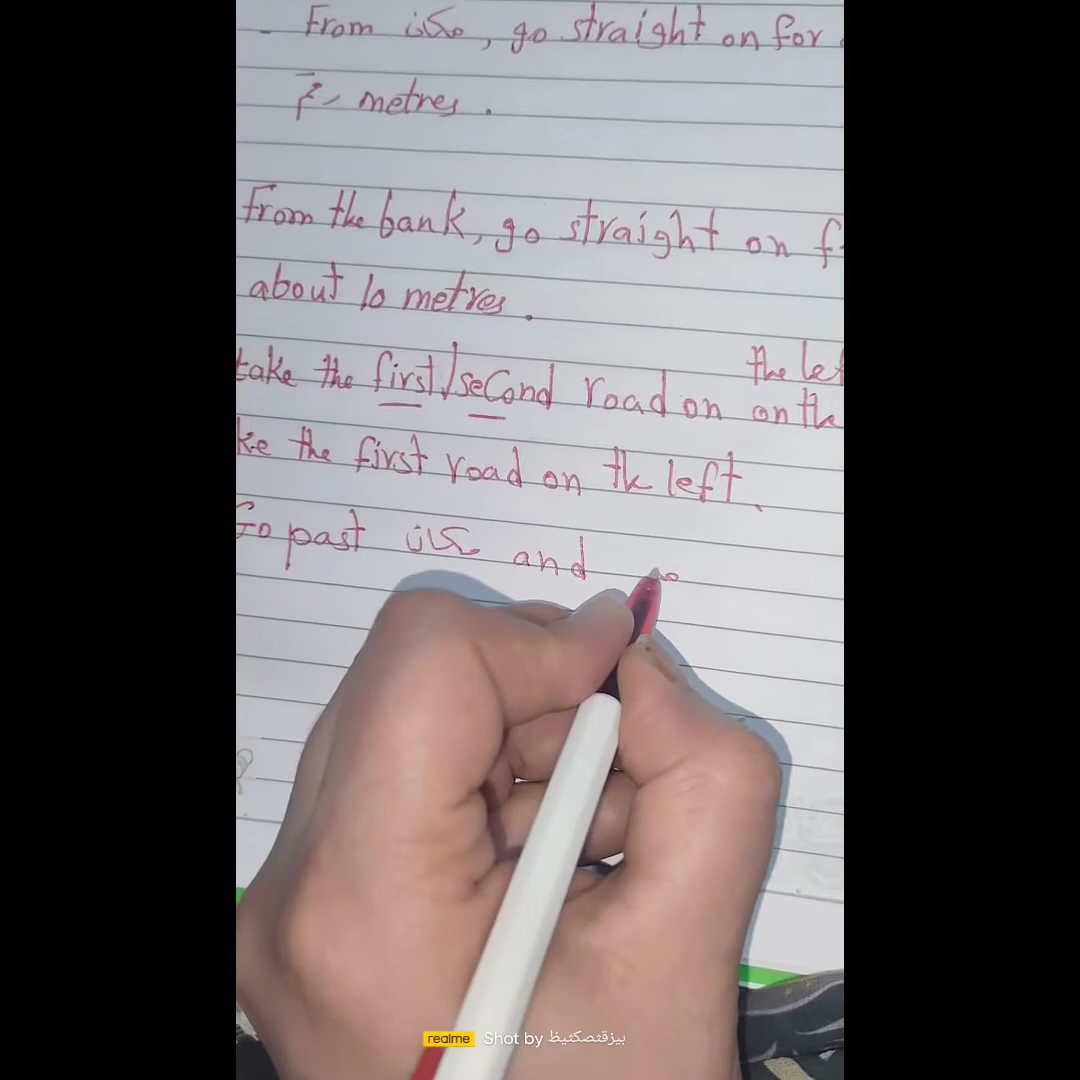 - From مكان, go straight on for
metres.
From the bank, go straight on f
about 10 metres.
the lef
take the first/second road on on the
ke the first road on the left.
Go past مكان and
realme Shot by بيزقثصكثيظ